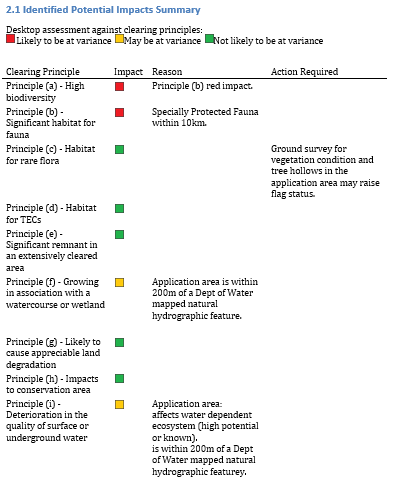 2.1 Identified Potential Impacts Summary
Desktop assessment against clearing principles:
Likely to be at variance May be at variance Not likely to be at variance
Clearing Principle Impact Reason Action Required
Principle (a) - High
biodiversity
Principle (b) red impact.
Principle (b) -
Significant habitat for
fauna
Specially Protected Fauna
within 10km.
Principle (c) - Habitat
for rare flora
Ground survey for
vegetation condition and
tree hollows in the
application area may raise
flag status.
Principle (d) - Habitat
for TECs
Principle (e) -
Significant remnant in
an extensively cleared
area
Principle (f) - Growing
in association with a
watercourse or wetland
Application area is within
200m of a Dept of Water
mapped natural
hydrographic feature.
Principle (g) - Likely to
cause appreciable land
degradation
Principle (h) - Impacts
to conservation area
Principle (i) -
Deterioration in the
quality of surface or
underground water
Application area:
affects water dependent
ecosystem (high potential
or known).
is within 200m of a Dept
of Water mapped natural
hydrographic featurey.